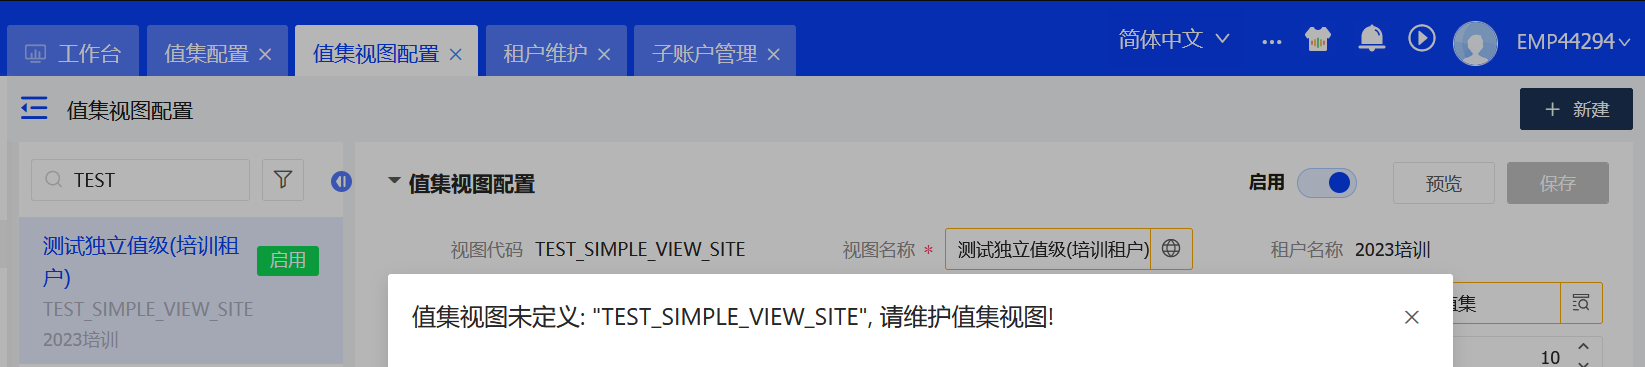 工作台 值集配置 值集视图配置 租户维护 子账户管理 简体中文 EMP44294
值集视图配置 新建
TEST 值集视图配置 启用 预览 保存
测试独立值级(培训租户) 启用
TEST_SIMPLE_VIEW_SITE
2023培训
视图代码 TEST_SIMPLE_VIEW_SITE 视图名称 * 测试独立值级(培训租户) 租户名称 2023培训
值集视图未定义: "TEST_SIMPLE_VIEW_SITE", 请维护值集视图!
集
10